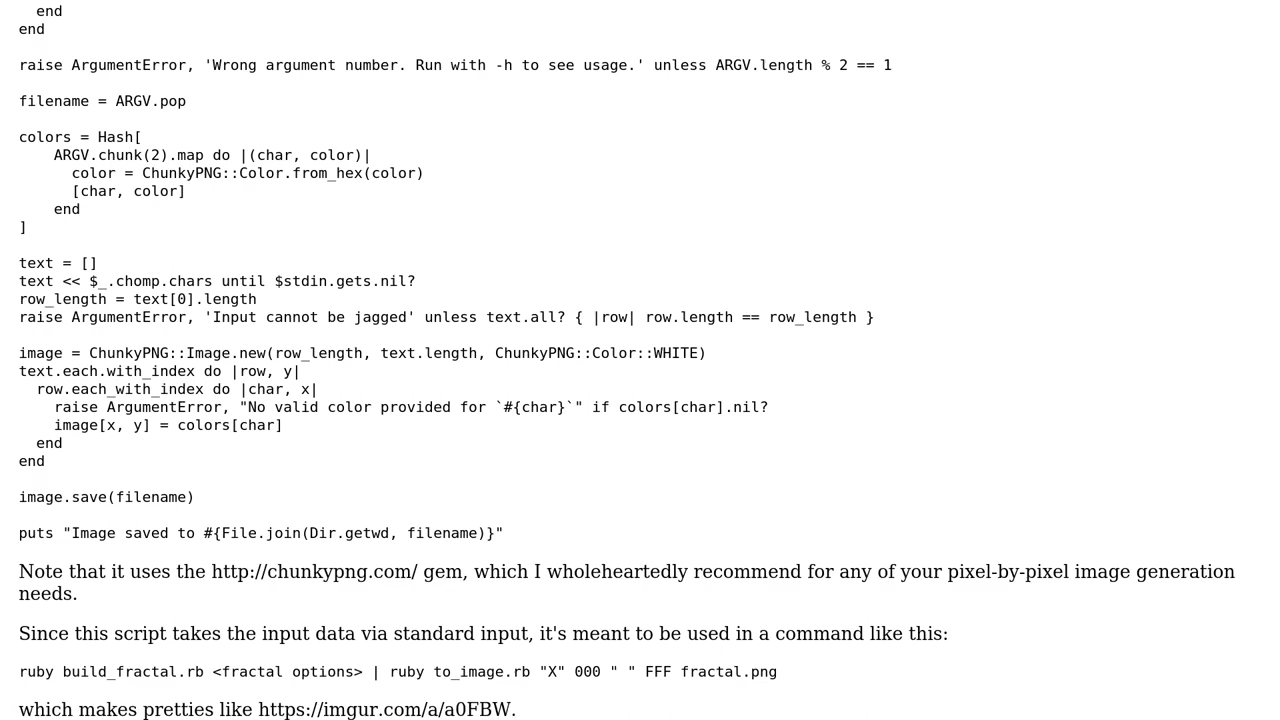 end
end

raise ArgumentError, 'Wrong argument number. Run with -h to see usage.' unless ARGV.length % 2 == 1

filename = ARGV.pop

colors = Hash[
    ARGV.chunk(2).map do |(char, color)|
      color = ChunkyPNG::Color.from_hex(color)
      [char, color]
    end
]

text = []
text << $_.chomp.chars until $stdin.gets.nil?
row_length = text[0].length
raise ArgumentError, 'Input cannot be jagged' unless text.all? { |row| row.length == row_length }

image = ChunkyPNG::Image.new(row_length, text.length, ChunkyPNG::Color::WHITE)
text.each.with_index do |row, y|
  row.each_with_index do |char, x|
    raise ArgumentError, "No valid color provided for `#{char}`" if colors[char].nil?
    image[x, y] = colors[char]
  end
end

image.save(filename)

puts "Image saved to #{File.join(Dir.getwd, filename)}"

Note that it uses the http://chunkypng.com/ gem, which I wholeheartedly recommend for any of your pixel-by-pixel image generation
needs.

Since this script takes the input data via standard input, it's meant to be used in a command like this:

ruby build_fractal.rb <fractal options> | ruby to_image.rb "X" 000 " " FFF fractal.png

which makes pretties like https://imgur.com/a/a0FBW.